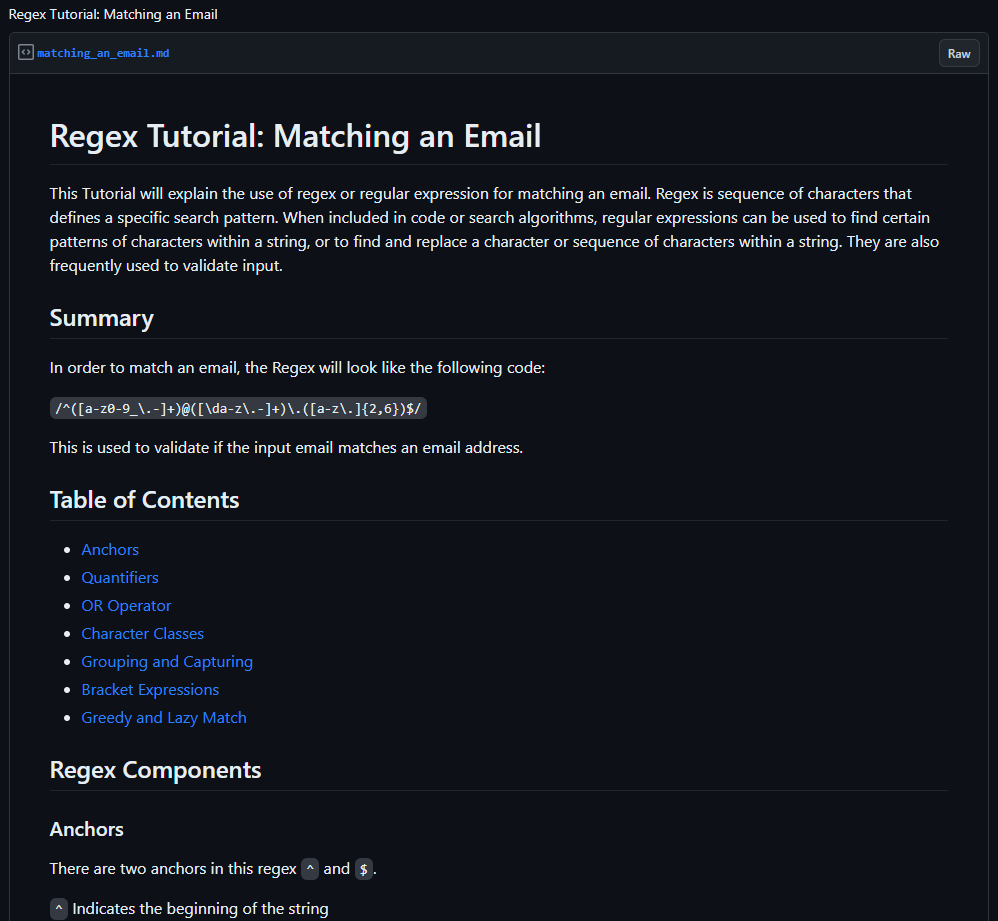 Regex Tutorial: Matching an Email
matching_an_email.md
Raw
Regex Tutorial: Matching an Email
This Tutorial will explain the use of regex or regular expression for matching an email. Regex is sequence of characters that
defines a specific search pattern. When included in code or search algorithms, regular expressions can be used to find certain
patterns of characters within a string, or to find and replace a character or sequence of characters within a string. They are also
frequently used to validate input.
Summary
In order to match an email, the Regex will look like the following code:
/^([a-z0-9_\.-]+)@([\da-z\.-]+)\.([a-z\.]{2,6})$/
This is used to validate if the input email matches an email address.
Table of Contents
Anchors
Quantifiers
OR Operator
Character Classes
Grouping and Capturing
Bracket Expressions
Greedy and Lazy Match
Regex Components
Anchors
There are two anchors in this regex ^ and $.
^ Indicates the beginning of the string